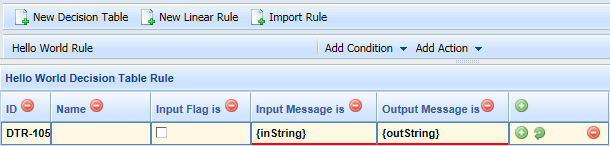 New Decision Table New Linear Rule Import Rule
Hello World Rule Add Condition Add Action
Hello World Decision Table Rule
ID Name Input Flag is Input Message is Output Message is
DTR-105 {inString} {outString}